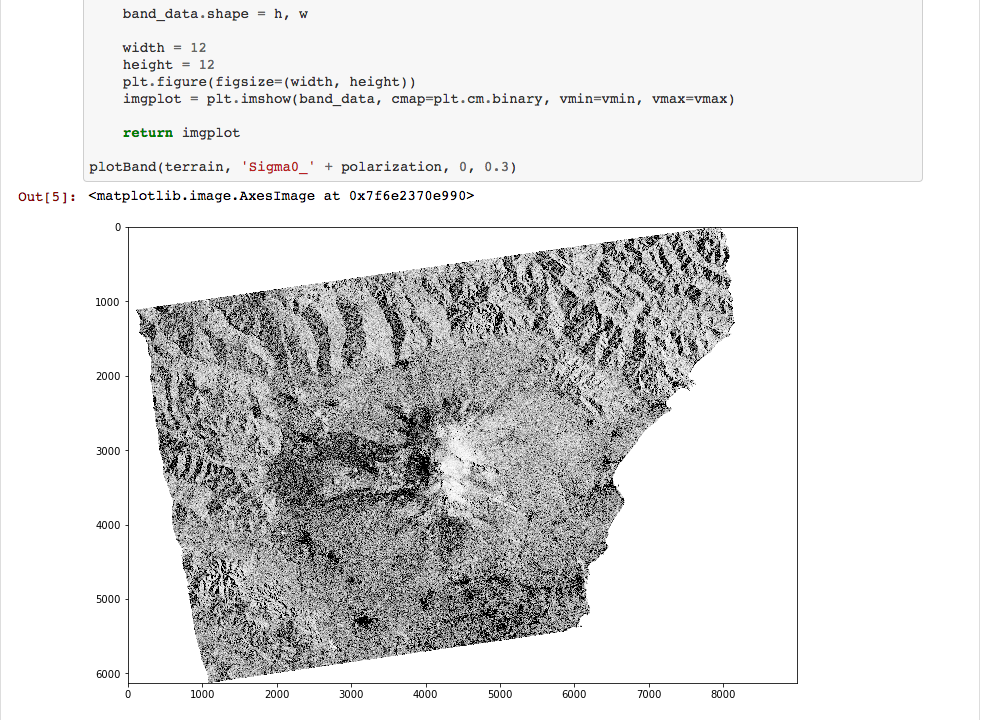 band_data.shape = h, w
width = 12
height = 12
plt.figure(figsize=(width, height))
imgplot = plt.imshow(band_data, cmap=plt.cm.binary, vmin=vmin, vmax=vmax)
return imgplot
plotBand(terrain, 'Sigma0_' + polarization, 0, 0.3)
Out[5]: <matplotlib.image.AxesImage at 0x7f6e2370e990>
0
1000
2000
3000
4000
5000
6000
0 1000 2000 3000 4000 5000 6000 7000 8000